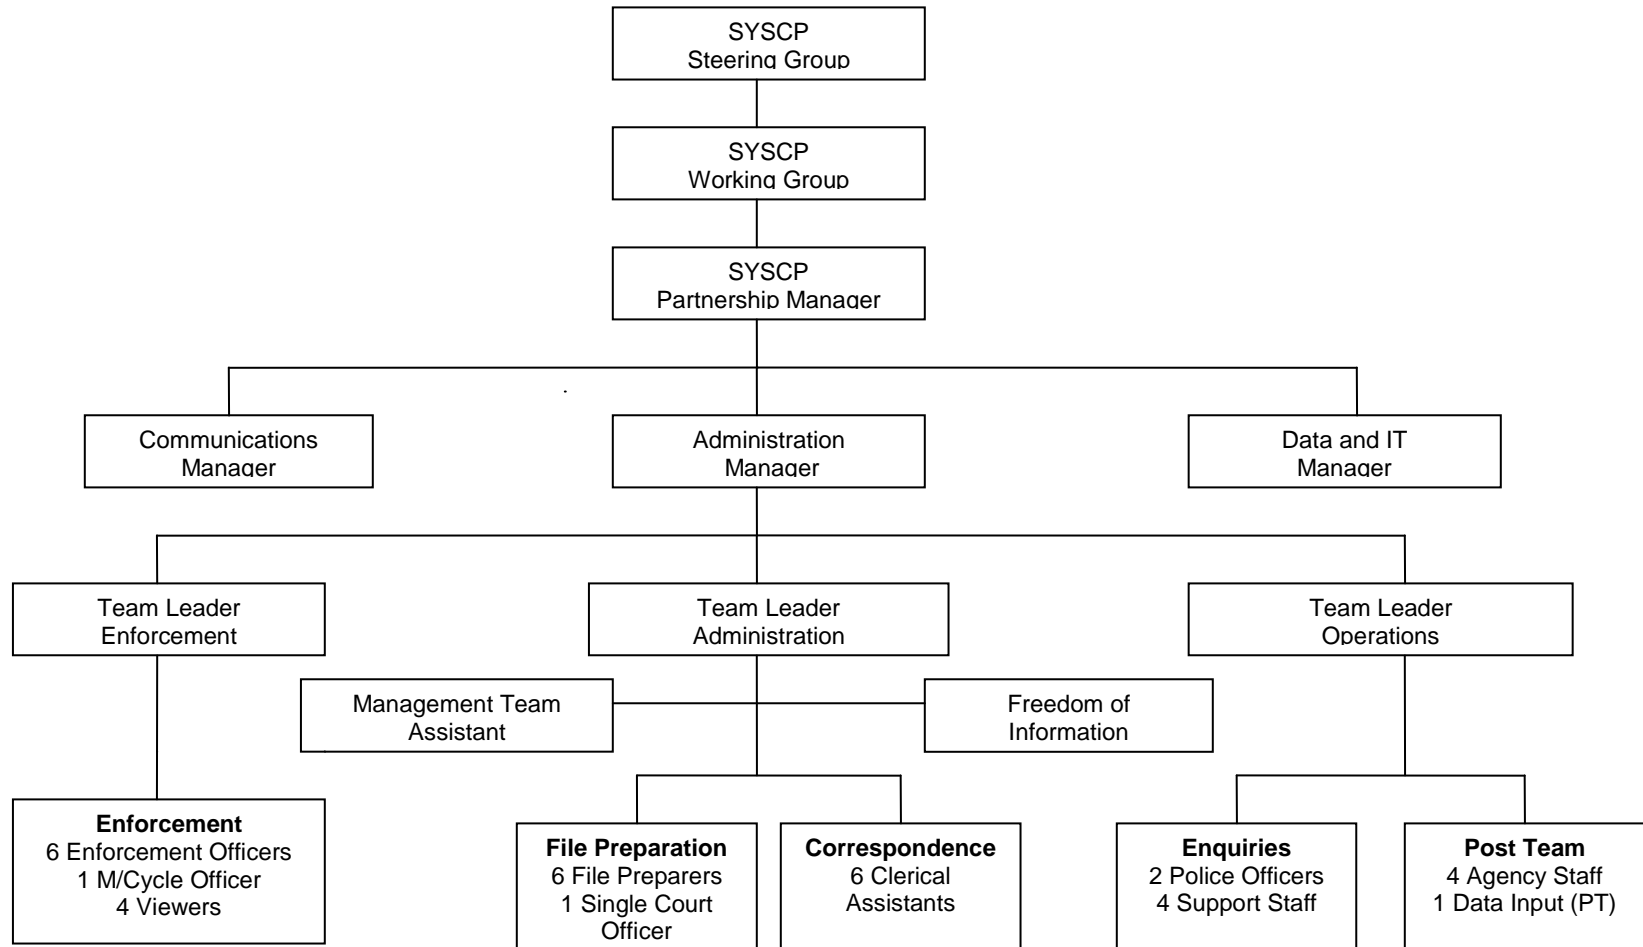 SYSCP
Steering Group
SYSCP
Working Group
SYSCP
Partnership Manager
Communications
Manager
Administration
Manager
Data and IT
Manager
Team Leader
Enforcement
Team Leader
Administration
Team Leader
Operations
Management Team
Assistant
Freedom of
Information
Enforcement
6 Enforcement Officers
1 M/Cycle Officer
4 Viewers
File Preparation
6 File Preparers
1 Single Court
Officer
Correspondence
6 Clerical
Assistants
Enquiries
2 Police Officers
4 Support Staff
Post Team
4 Agency Staff
1 Data Input (PT)